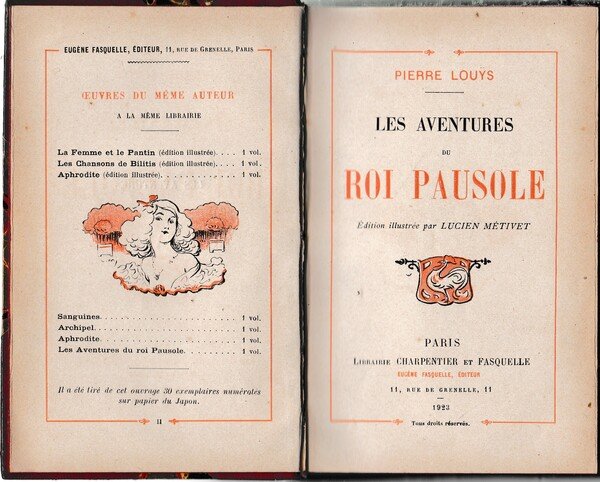 EUGÈNE FASQUELLE, ÉDITEUR, 11, RUE DE GRENELLE, PARIS
ŒUVRES DU MÊME AUTEUR
A LA MÊME LIBRAIRIE
La Femme et le Pantin (édition illustrée). . . . 1 vol.
Les Chansons de Bilitis (édition illustrée). . . . 1 vol.
Aphrodite (édition illustrée). . . . . . . . . . . . . 1 vol.
Sanguines. . . . . . . . . . . . . . . . . . . . . . . 1 vol.
Archipel. . . . . . . . . . . . . . . . . . . . . . . . 1 vol.
Aphrodite. . . . . . . . . . . . . . . . . . . . . . . 1 vol.
Les Aventures du roi Pausole. . . . . . . . . . . . 1 vol.
Il a été tiré de cet ouvrage 30 exemplaires numérotés
sur papier du Japon.
II
PIERRE LOUYS
LES AVENTURES
DU
ROI PAUSOLE
Édition illustrée par LUCIEN MÉTIVET
PARIS
LIBRAIRIE CHARPENTIER ET FASQUELLE
EUGÈNE FASQUELLE, ÉDITEUR
11, RUE DE GRENELLE, 11
1923
Tous droits réservés.